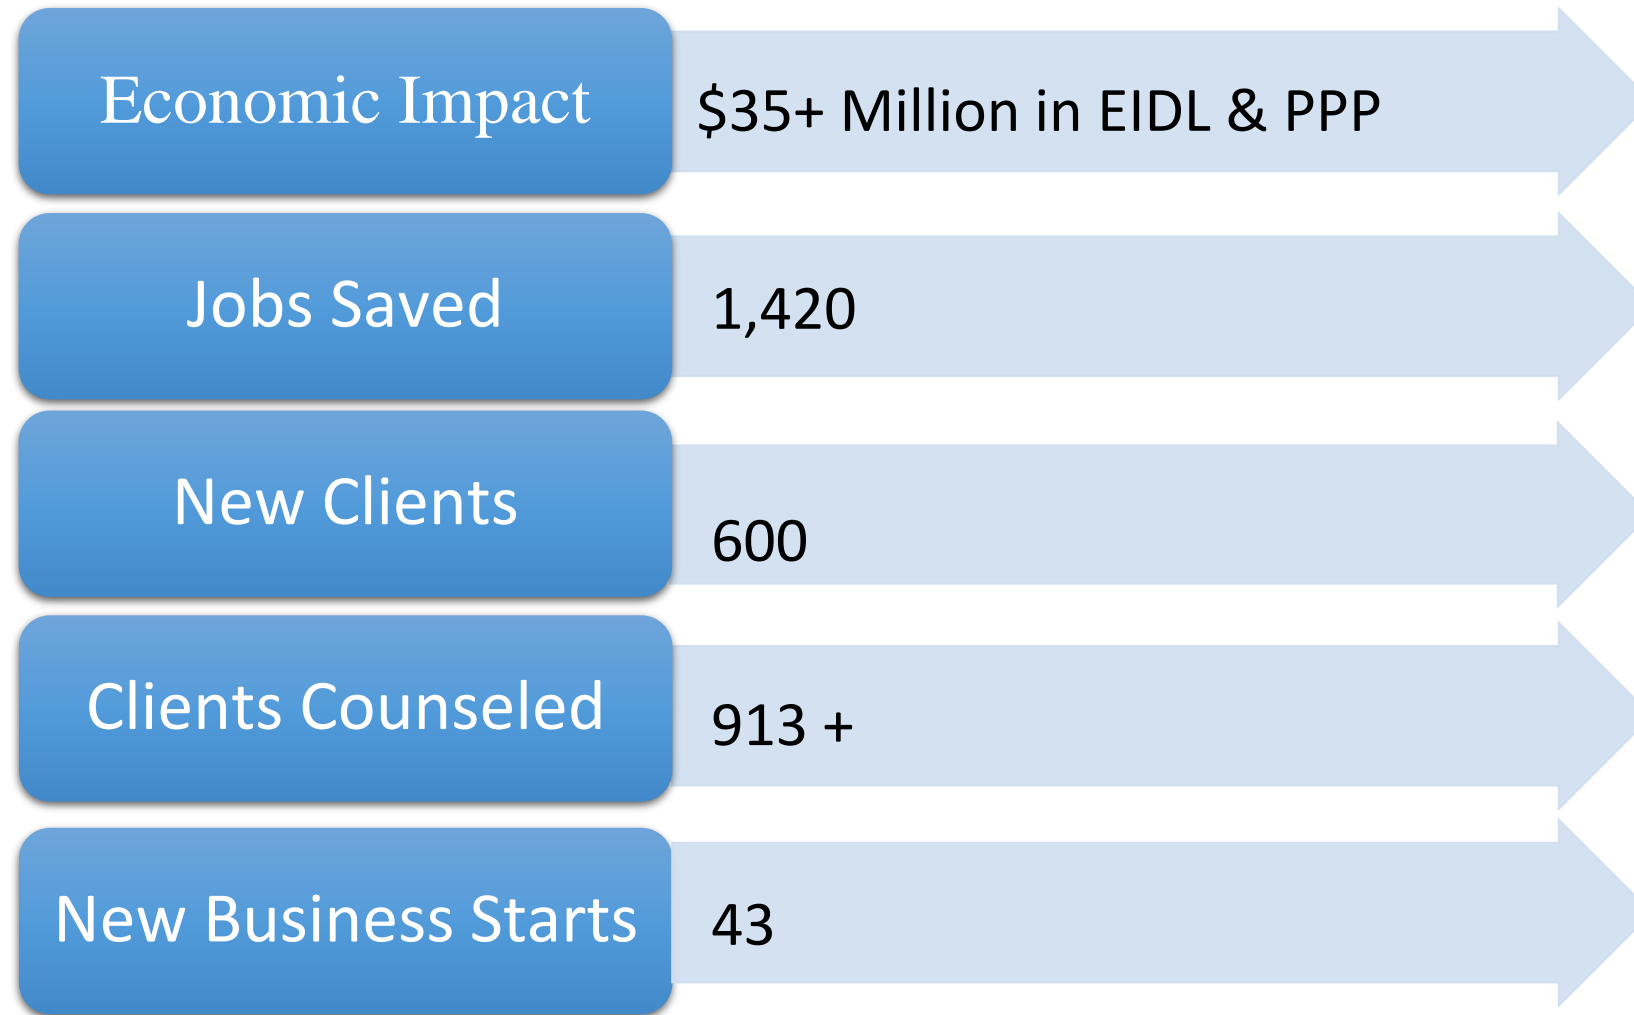 Economic Impact
$35+ Million in EIDL & PPP
Jobs Saved
1,420
New Clients
600
Clients Counseled
913 +
New Business Starts
43